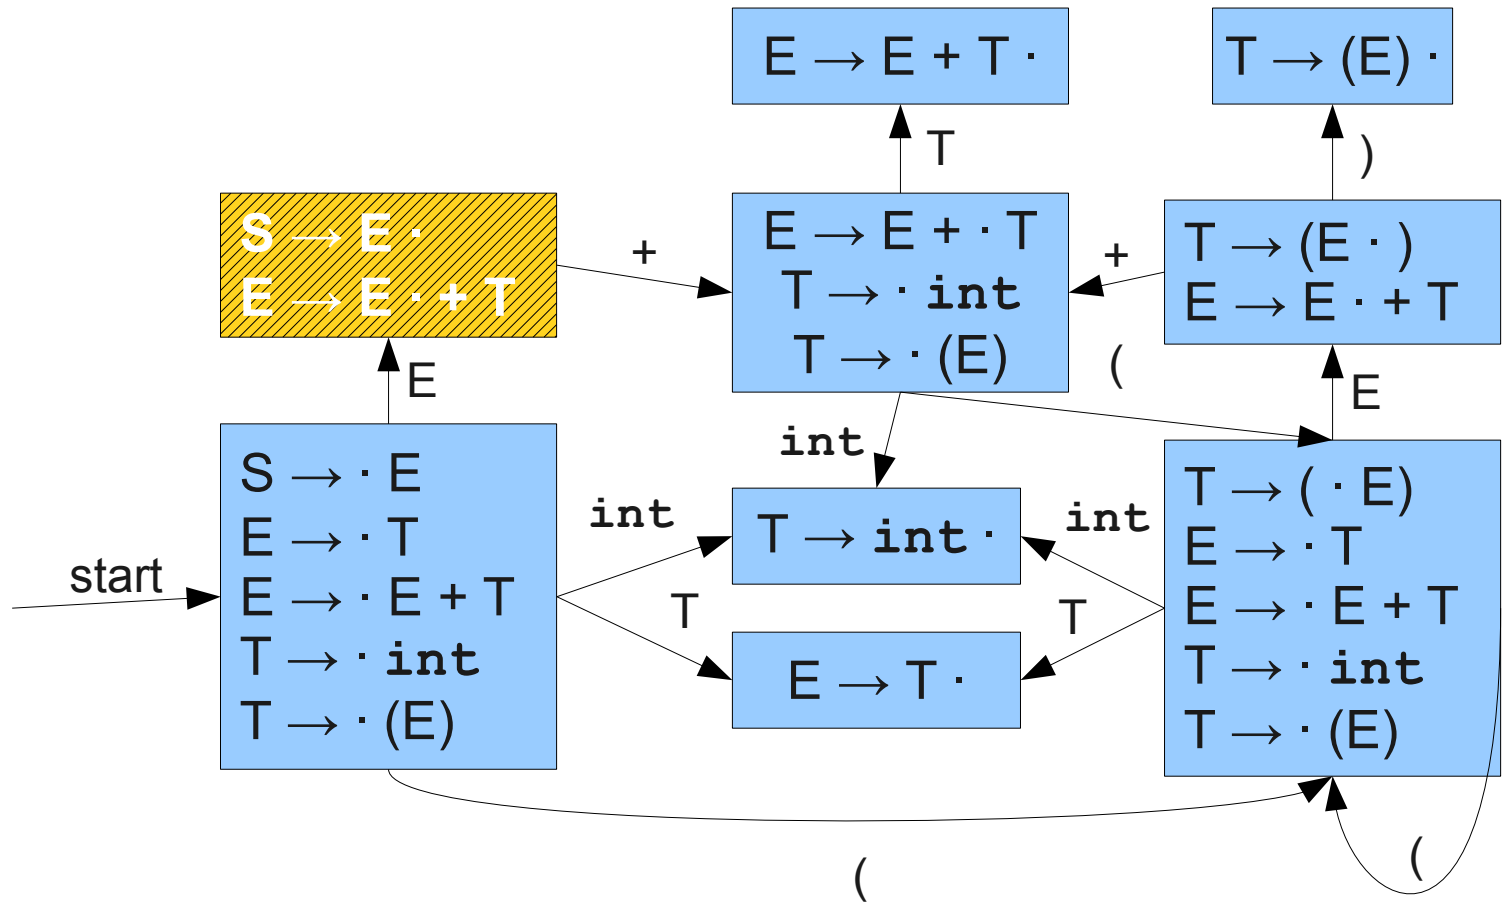 E → E + T ·
T → (E) ·
T
)
S → E ·
E → E · + T
+
E → E + · T
T → · int
T → · (E)
+
T → (E · )
E → E · + T
E
(
E
int
S → · E
E → · T
E → · E + T
T → · int
T → · (E)
start
int
T → int ·
int
T
E → T ·
T
T → ( · E)
E → · T
E → · E + T
T → · int
T → · (E)
(
(